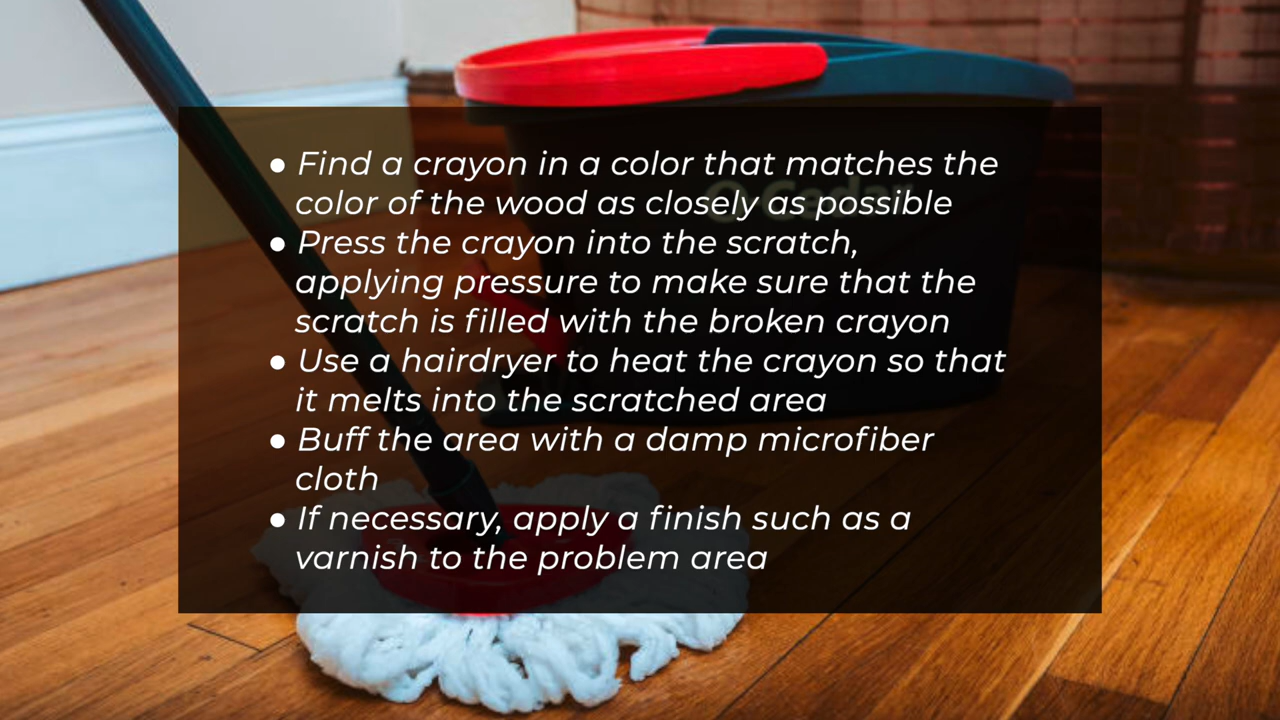 ● Find a crayon in a color that matches the
color of the wood as closely as possible
● Press the crayon into the scratch,
applying pressure to make sure that the
scratch is filled with the broken crayon
● Use a hairdryer to heat the crayon so that
it melts into the scratched area
● Buff the area with a damp microfiber
cloth
● If necessary, apply a finish such as a
varnish to the problem area
O-Cedar